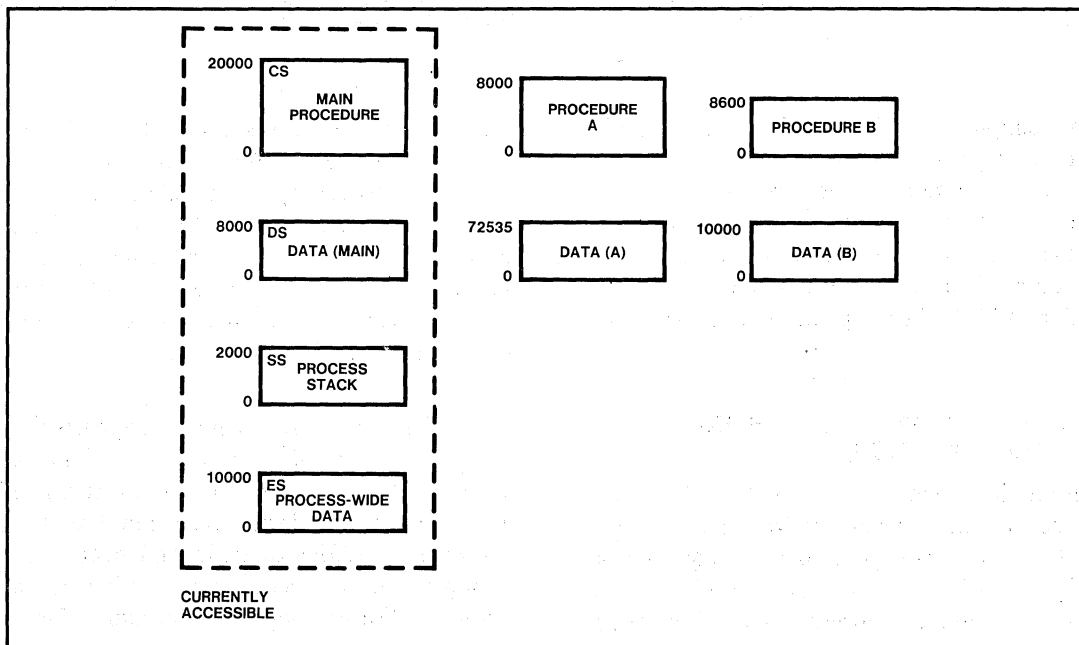 20000
CS
MAIN
PROCEDURE
0
8000
PROCEDURE
A
0
8600
PROCEDURE B
0
8000
DS
DATA (MAIN)
0
72535
DATA (A)
0
10000
DATA (B)
0
2000
SS
PROCESS
STACK
0
10000
ES
PROCESS-WIDE
DATA
0
CURRENTLY
ACCESSIBLE